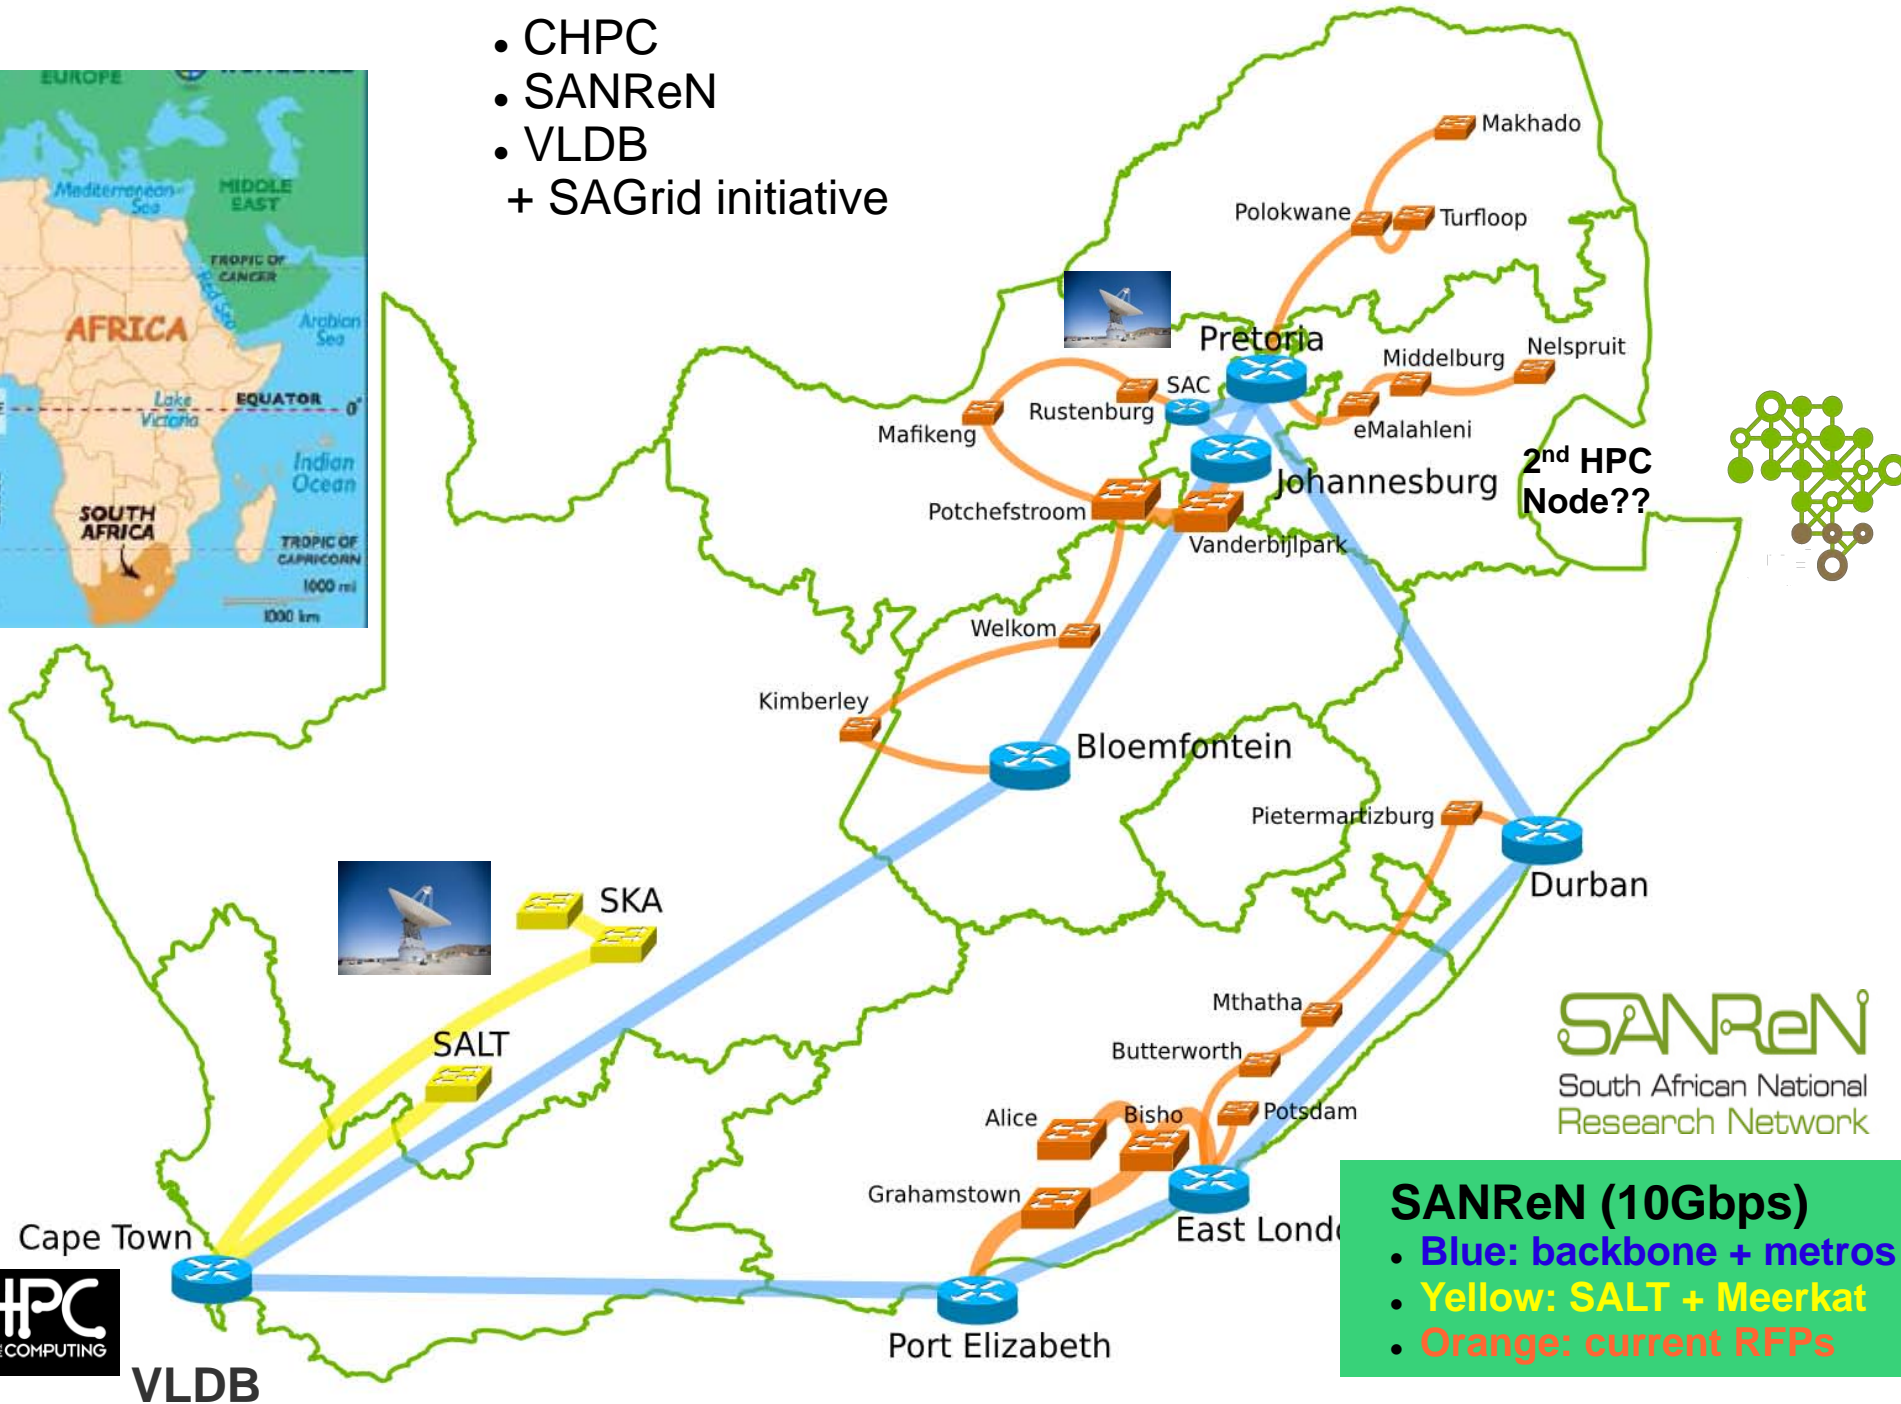 • CHPC
• SANReN
• VLDB
+ SAGrid initiative
EUROPE
Mediterranean
Sea
MIDDLE
EAST
TROPIC OF
CANCER
Red Sea
AFRICA
Arabian
Sea
Lake
Victoria
EQUATOR
0°
Indian
Ocean
SOUTH
AFRICA
TROPIC OF
CAPRICORN
1000 mi
1000 km
Makhado
Polokwane
Turfloop
Pretoria
Middelburg
Nelspruit
SAC
Rustenburg
Mafikeng
eMalahleni
2nd HPC
Node??
Johannesburg
Potchefstroom
Vanderbijlpark
Welkom
Kimberley
Bloemfontein
Pietermartizburg
Durban
SKA
SALT
Mthatha
Butterworth
Alice
Bisho
Potsdam
Grahamstown
East Londo
Cape Town
Port Elizabeth
SANReN
South African National
Research Network
SANReN (10Gbps)
• Blue: backbone + metros
• Yellow: SALT + Meerkat
• Orange: current RFPs
HPC
COMPUTING
VLDB